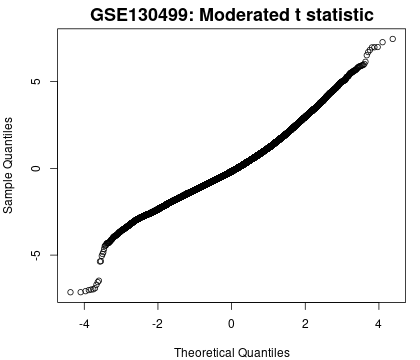 GSE130499: Moderated t statistic
Sample Quantiles
5
0
-5
-4 -2 0 2 4
Theoretical Quantiles